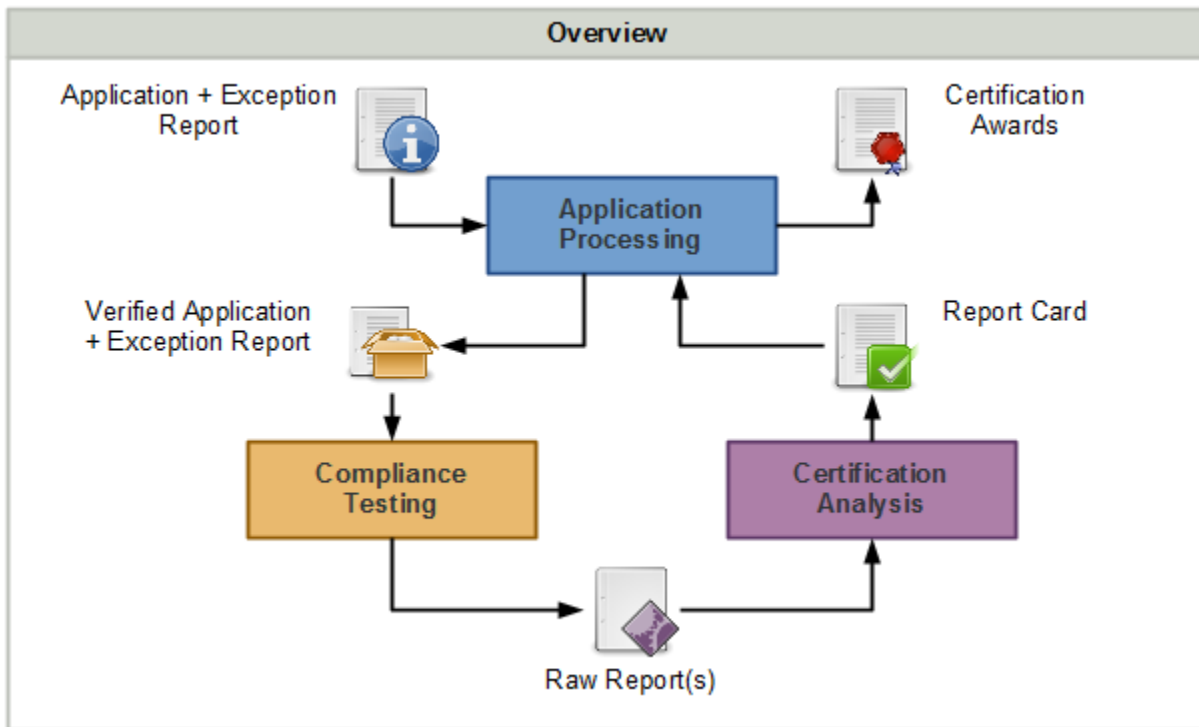 Overview
Application + Exception
Report
Certification
Awards
Application
Processing
Verified Application
+ Exception Report
Report Card
Compliance
Testing
Certification
Analysis
Raw Report(s)